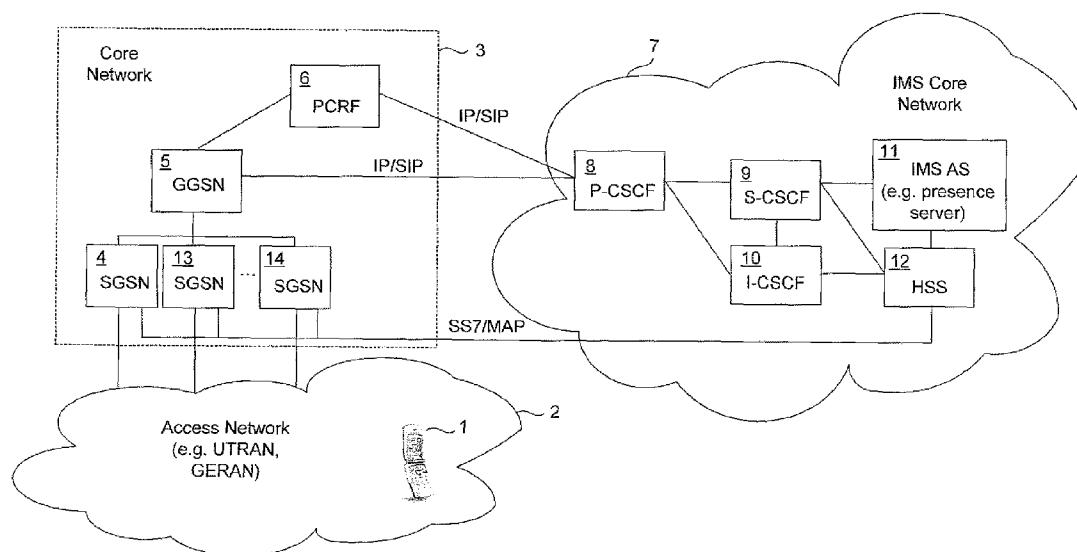 Core
Network
3
6
PCRF
IP/SIP
5
GGSN
IP/SIP
4
SGSN
13
SGSN
...
14
SGSN
SS7/MAP
7
IMS Core
Network
8
P-CSCF
9
S-CSCF
11
IMS AS
(e.g. presence
server)
10
I-CSCF
12
HSS
Access Network
(e.g. UTRAN,
GERAN)
1
2